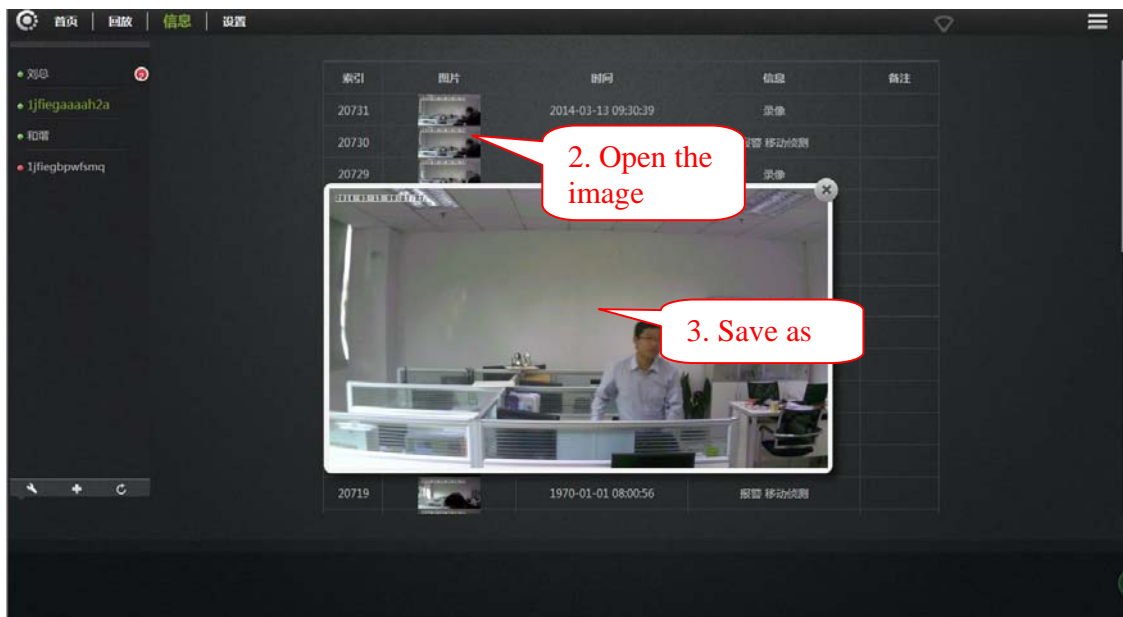 首页 | 回放 | 信息 | 设置
刘总
1jfiegaaaah2a
和谐
1jfiegbpwfsmq
索引 图片 时间 信息 备注
20731 2014-03-13 09:30:39 录像
20730 报警 移动侦测
20729 录像
2. Open the
image
3. Save as
20719 1970-01-01 08:00:56 报警 移动侦测